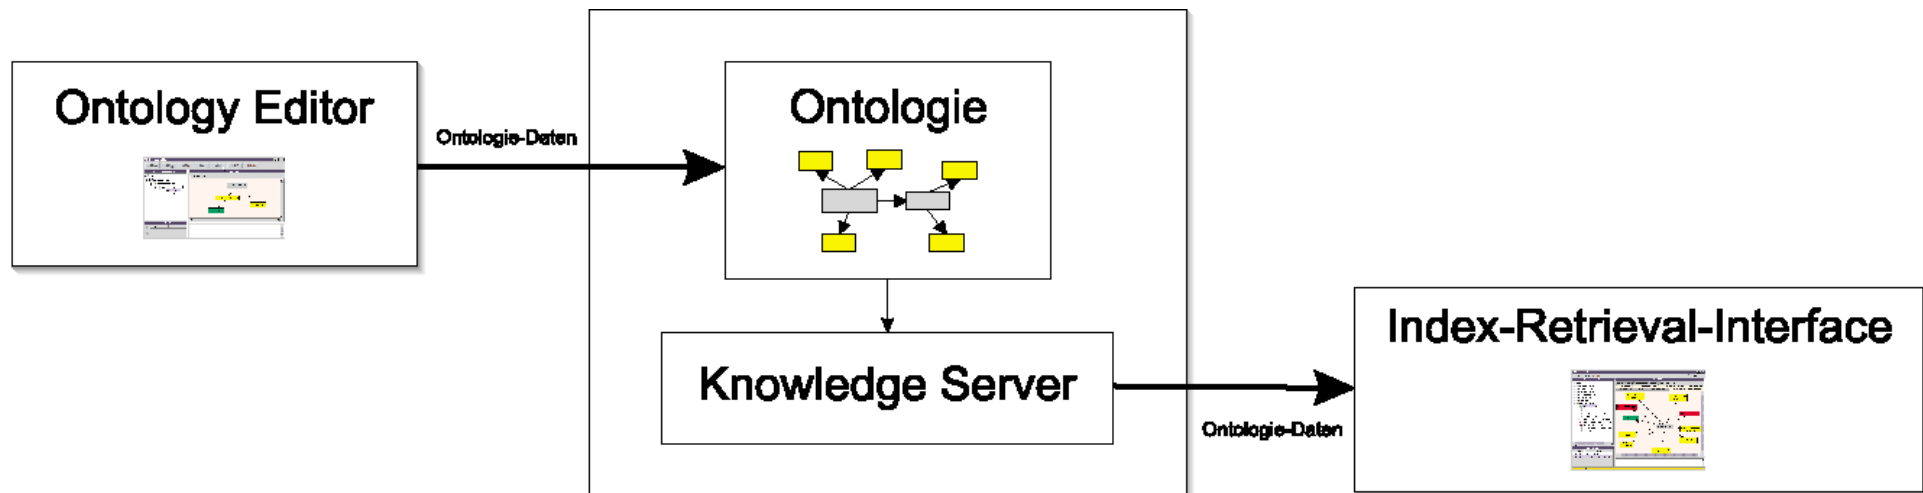 Ontology Editor
Ontologie-Daten
Ontologie
Knowledge Server
Ontologie-Daten
Index-Retrieval-Interface